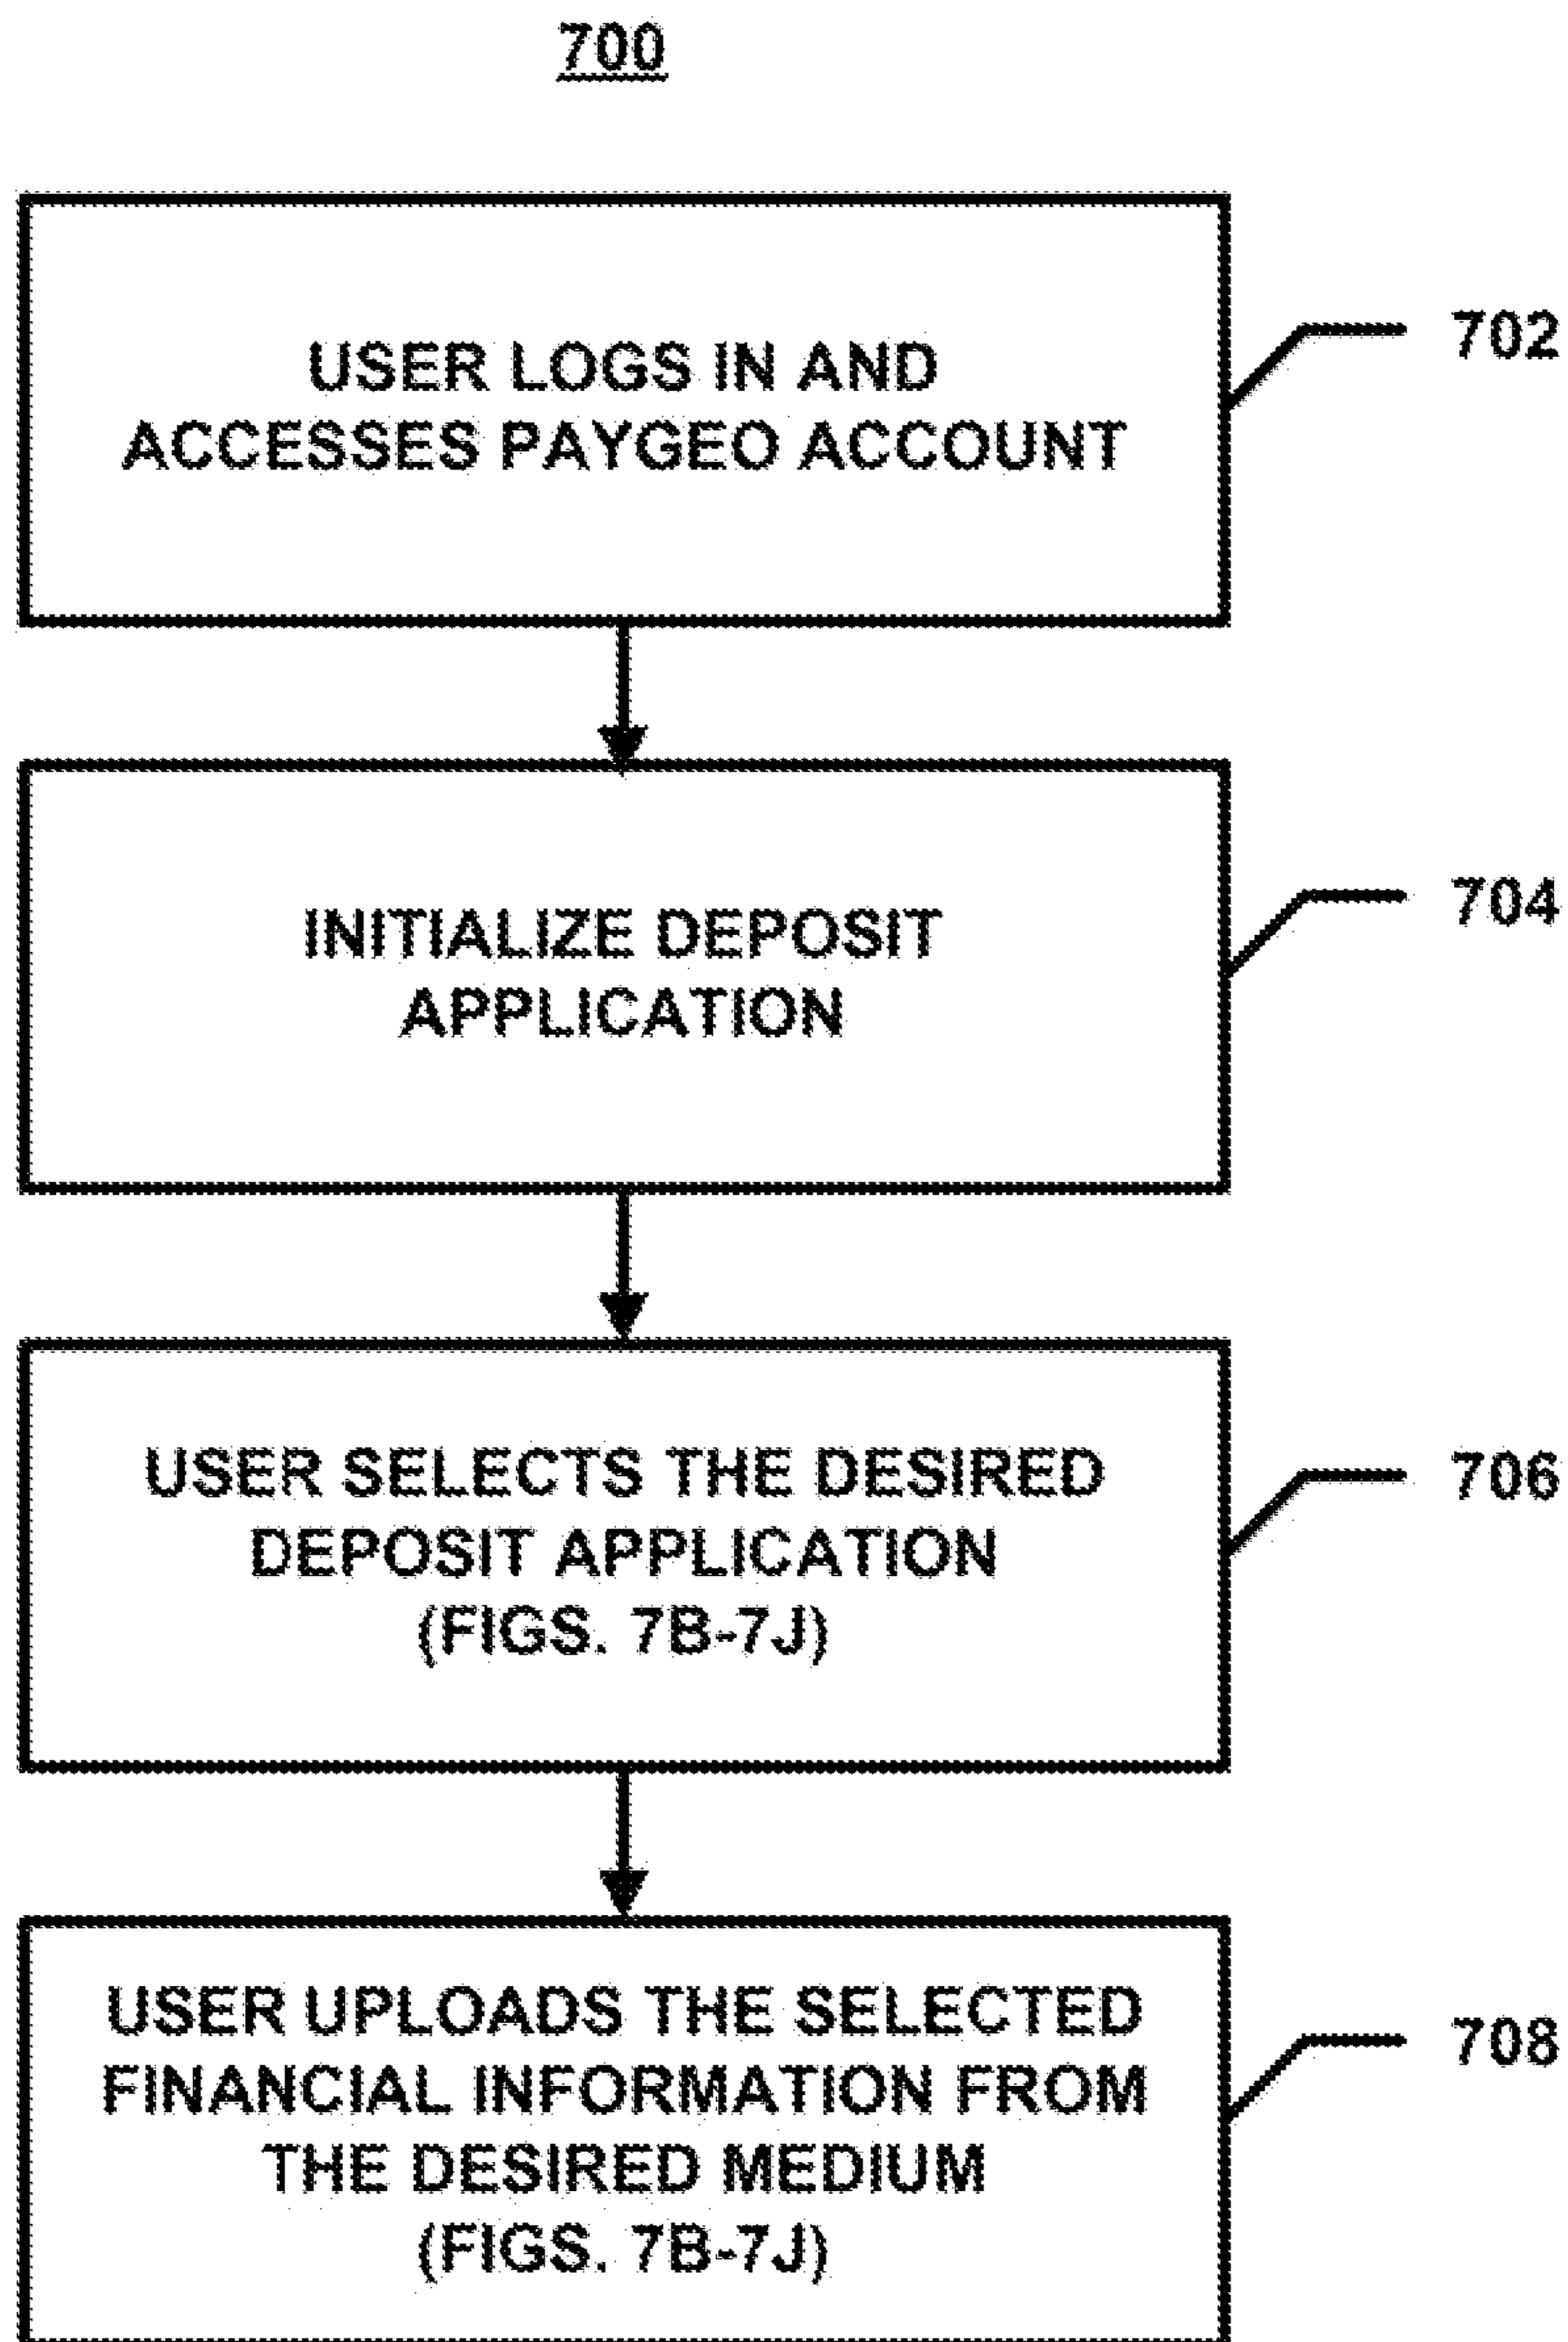 700
USER LOGS IN AND
ACCESSES PAYGEO ACCOUNT
702
INITIALIZE DEPOSIT
APPLICATION
704
USER SELECTS THE DESIRED
DEPOSIT APPLICATION
(FIGS. 7B-7J)
706
USER UPLOADS THE SELECTED
FINANCIAL INFORMATION FROM
THE DESIRED MEDIUM
(FIGS. 7B-7J)
708